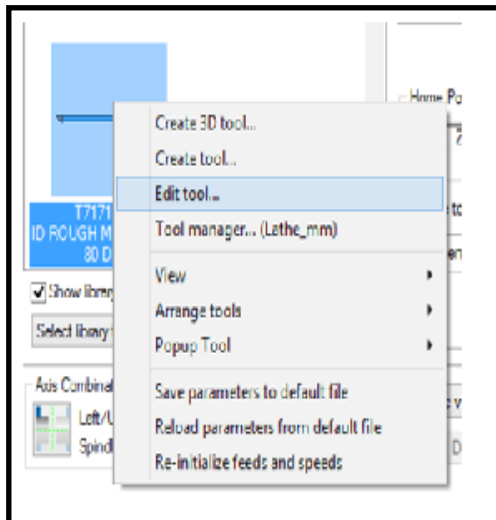 Home Po
Create 3D tool...
Create tool...
Edit tool...
Tool manager... (Lathe_mm)
View
Arrange tools
Popup Tool
Save parameters to default file
Reload parameters from default file
Re-initialize feeds and speeds
T7171
ID ROUGH M
80 D
Show library
Select library
Axis Combinat
Left/U
Spind